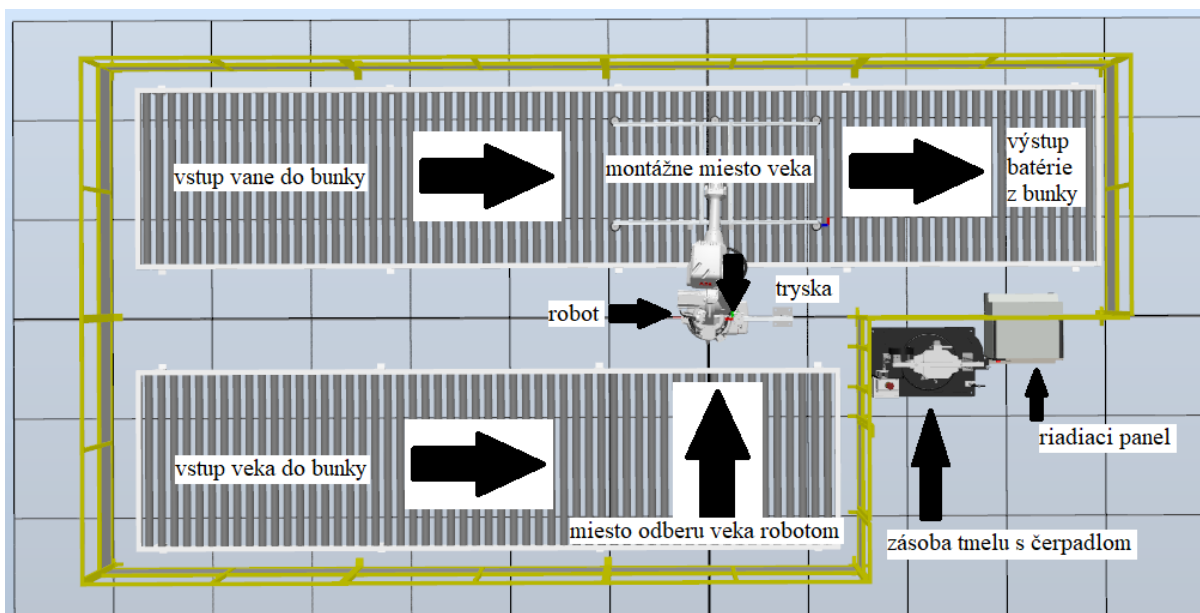 vstup vane do bunky
montážne miesto veka
výstup
batérie
z bunky
tryska
robot
vstup veka do bunky
miesto odberu veka robotom
riadiaci panel
zásoba tmelu s čerpadlom
ABB